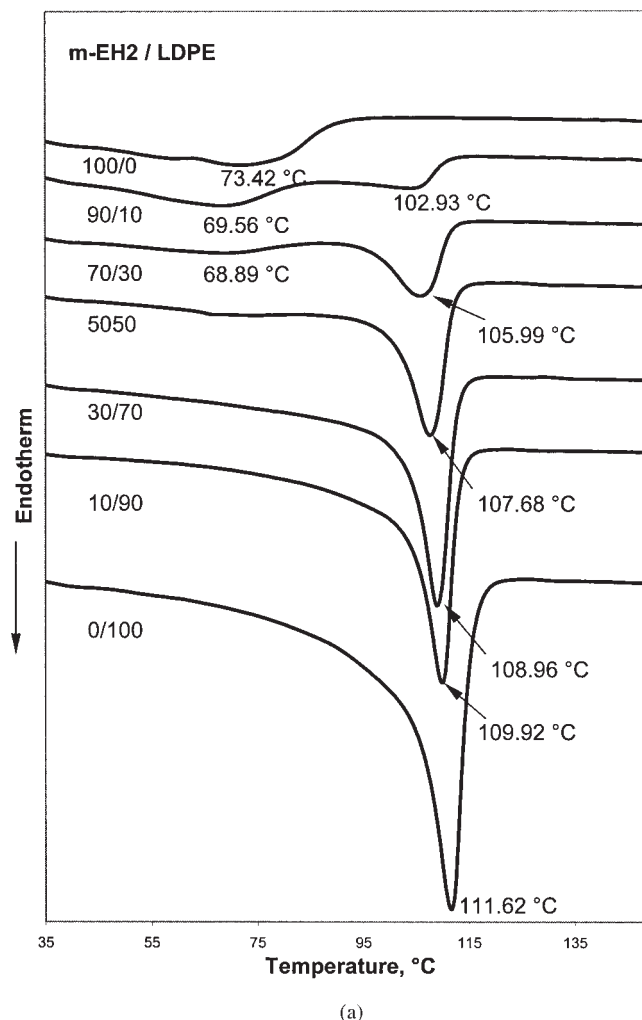 m-EH2 / LDPE
100/0
73.42 °C
90/10
102.93 °C
69.56 °C
70/30
68.89 °C
5050
105.99 °C
30/70
107.68 °C
10/90
Endotherm
0/100
108.96 °C
109.92 °C
111.62 °C
35 55 75 95 115 135
Temperature, °C
(a)